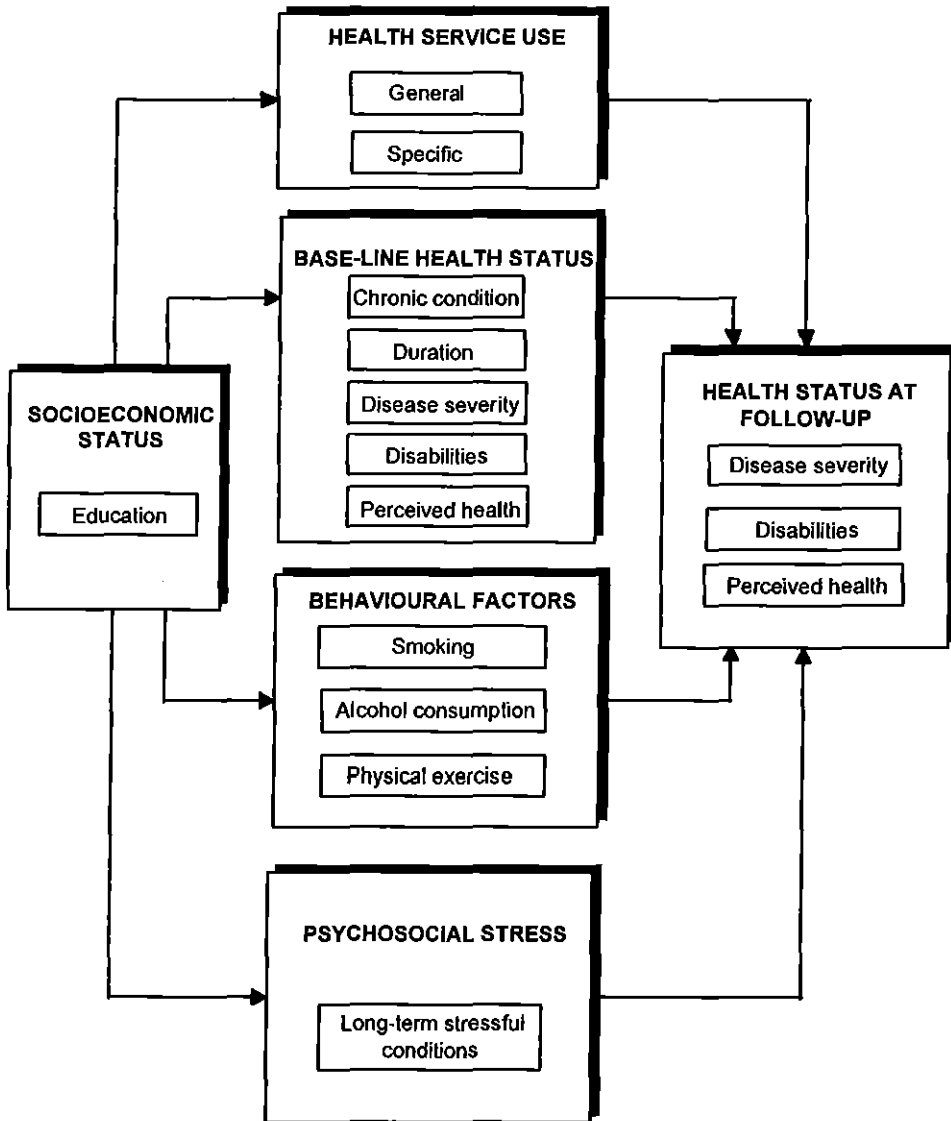 HEALTH SERVICE USE
General
Specific
BASE-LINE HEALTH STATUS
Chronic condition
Duration
Disease severity
Disabilities
Perceived health
SOCIOECONOMIC
STATUS
Education
HEALTH STATUS AT
FOLLOW-UP
Disease severity
Disabilities
Perceived health
BEHAVIOURAL FACTORS
Smoking
Alcohol consumption
Physical exercise
PSYCHOSOCIAL STRESS
Long-term stressful
conditions